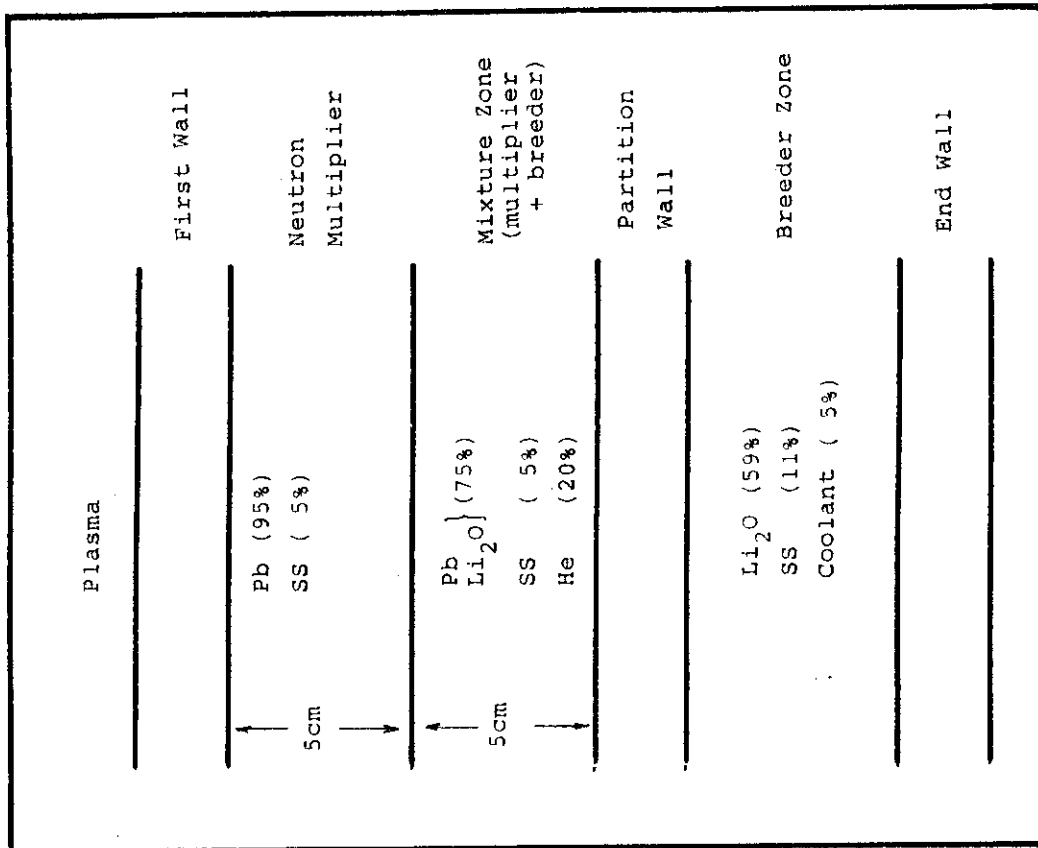 Plasma
First Wall
Pb (95%)
SS ( 5%)
5cm
Neutron
Multiplier
Pb
Li2O} (75%)
SS ( 5%)
He (20%)
5cm
Mixture Zone
(multiplier
+ breeder)
Partition
Wall
Li2O (59%)
SS (11%)
Coolant ( 5%)
Breeder Zone
End Wall